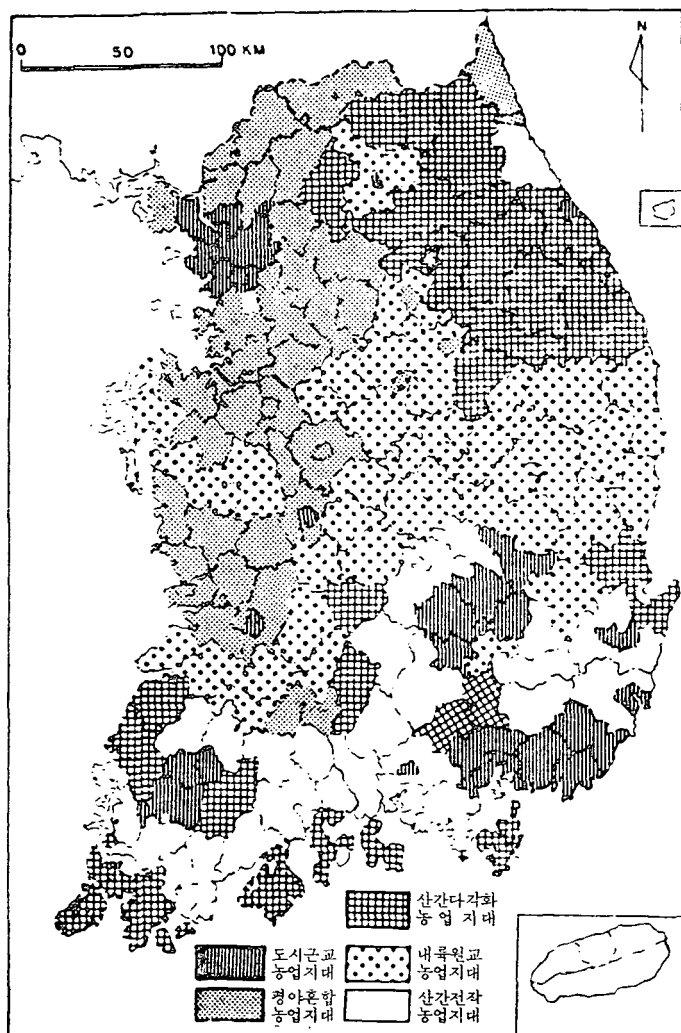 0 50 100 KM
N
산간다각화
농업 지대
도시근교
농업지대
내륙원교
농업지대
평야혼합
농업지대
산간전작
농업지대